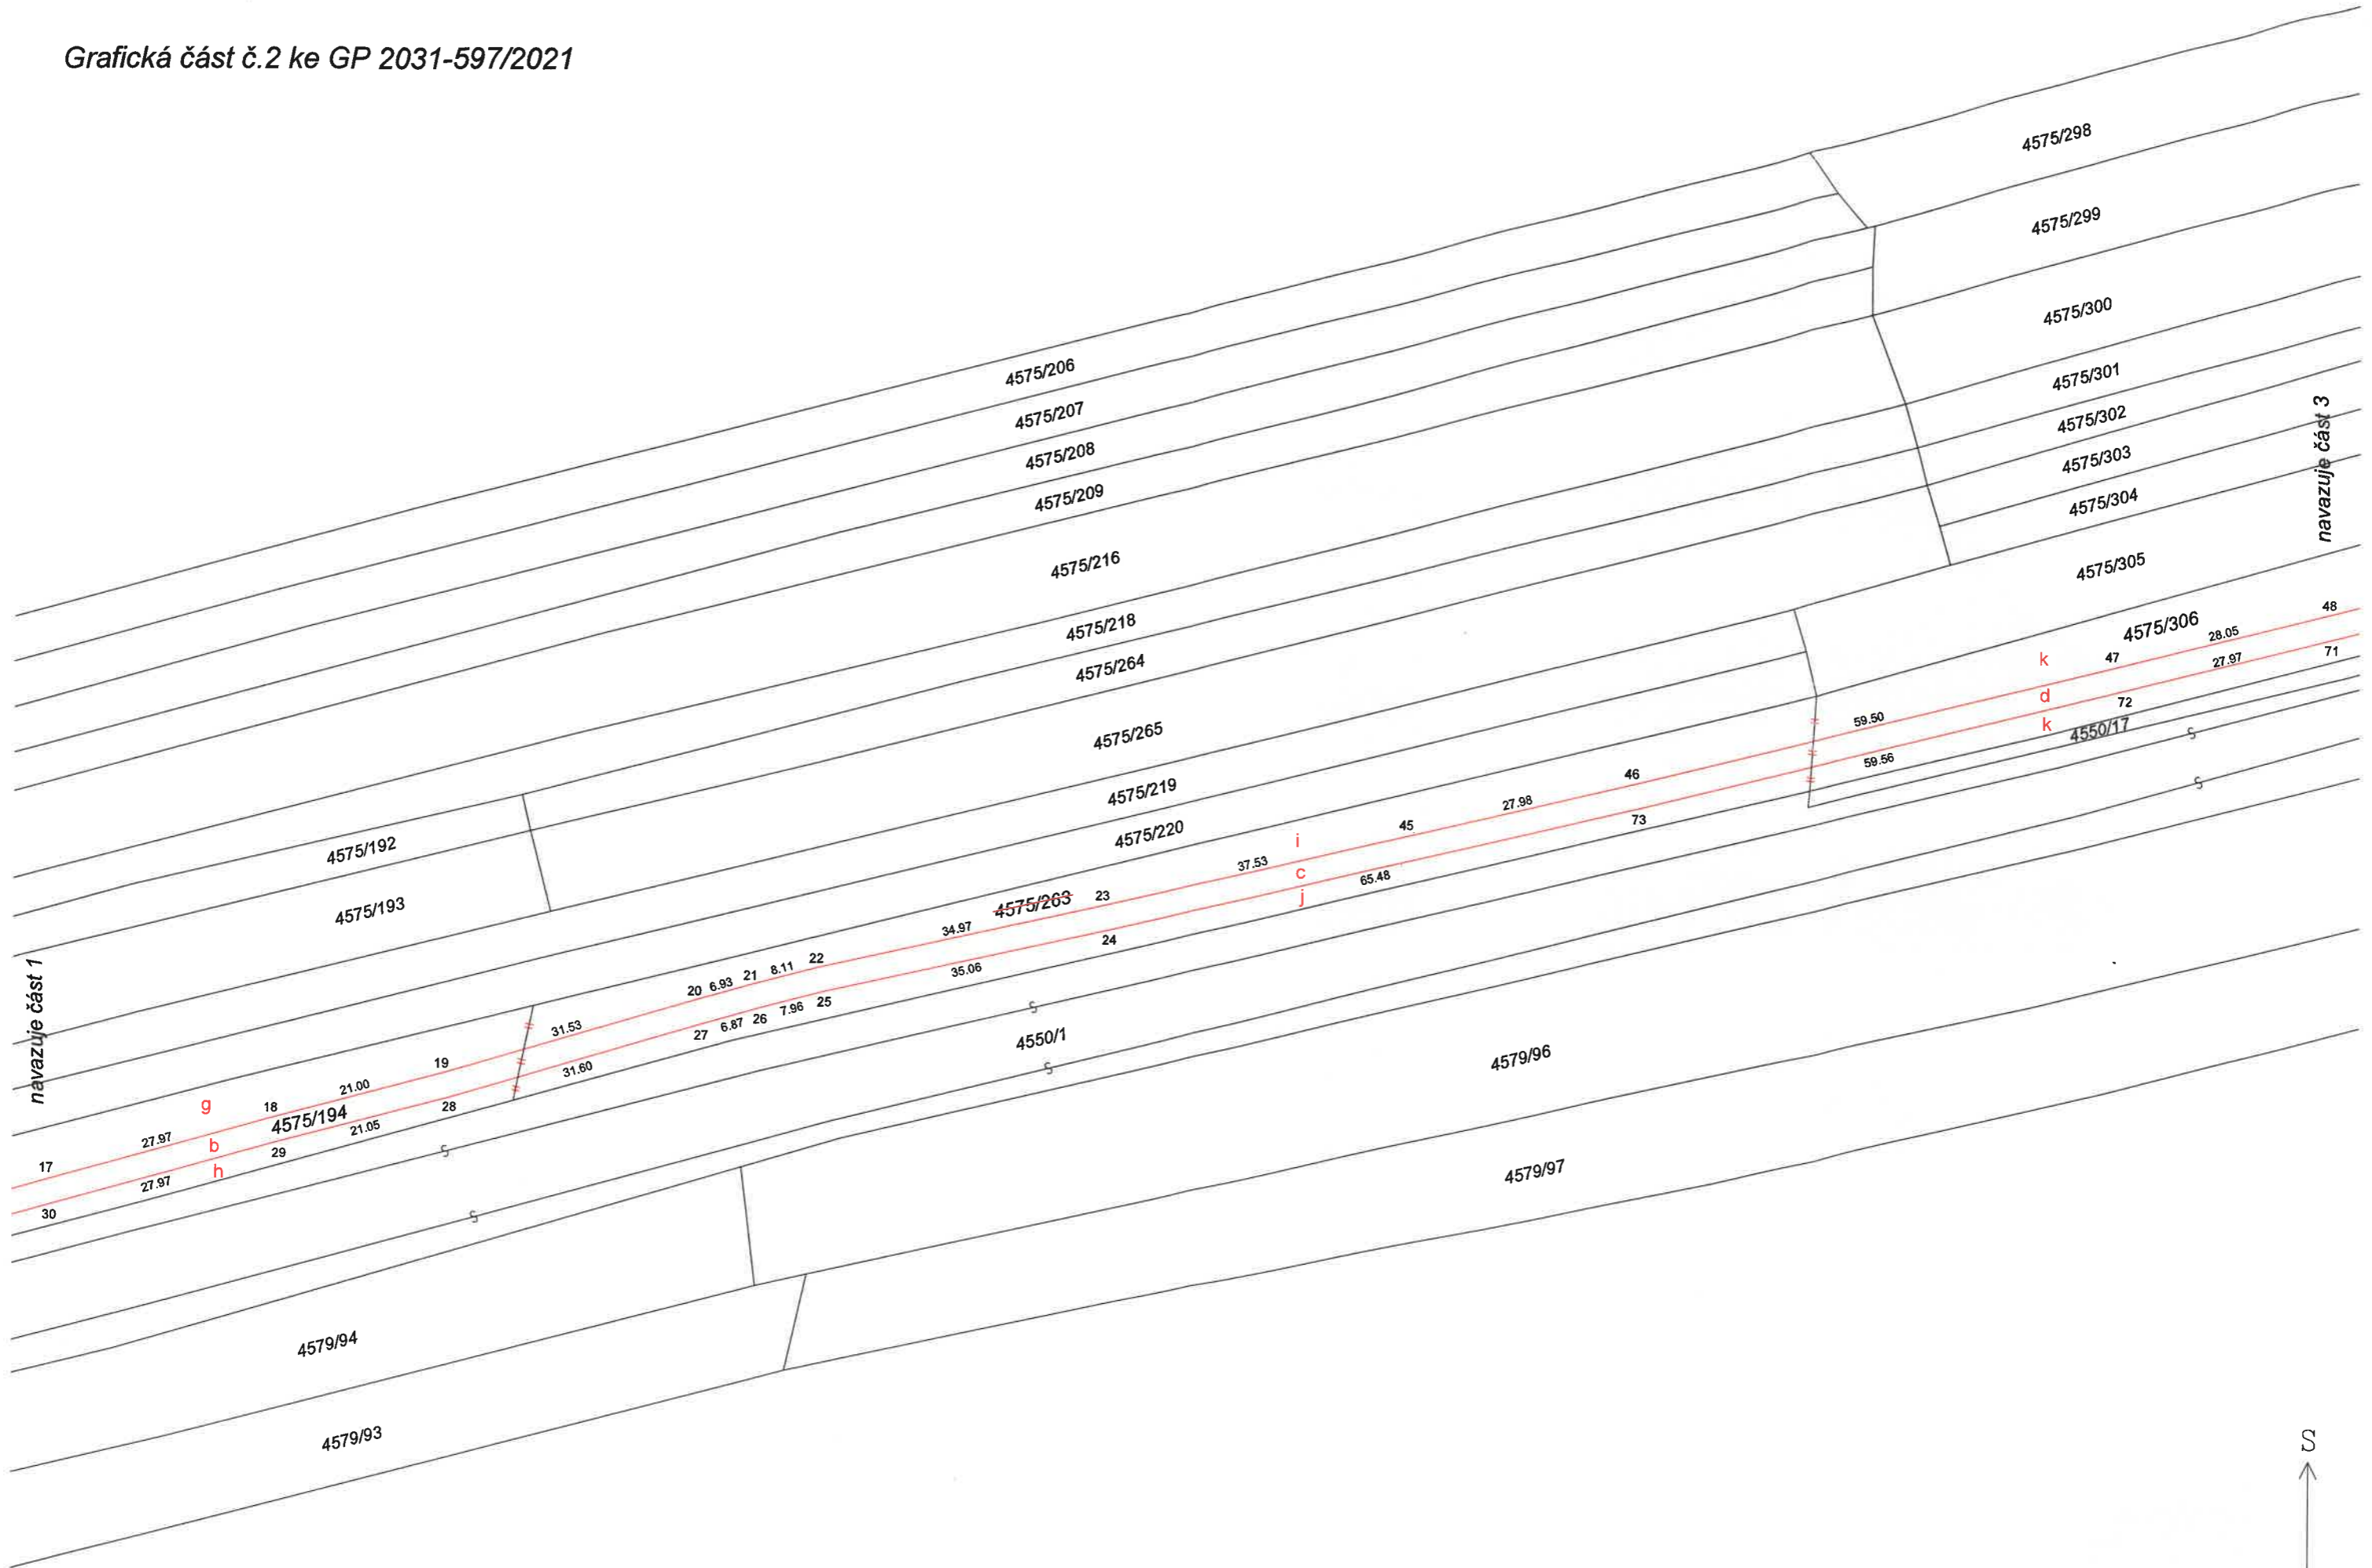 Grafická část č.2 ke GP 2031-597/2021
4575/298
4575/299
4575/300
4575/206
4575/301
4575/207
4575/302
4575/208
4575/303
4575/209
4575/304
navazuje část 3
4575/216
4575/305
4575/218
48
4575/306
28.05
4575/264
k
47
27.97
71
d
4575/265
59.50
72
k
4550/17
S
59.56
46
S
4575/219
27.98
73
4575/220
i
45
4575/192
37.53
c
65.48
j
4575/193
4575/263
23
34.97
24
navazuje část 1
20 6.93 21 8.11 22
35.06
31.53
27 6.87 26 7.96 25
S
4550/1
19
31.60
S
4579/96
21.00
g
18
28
4575/194
21.05
27.97
b
29
S
17
h
27.97
30
S
4579/97
4579/94
4579/93
S